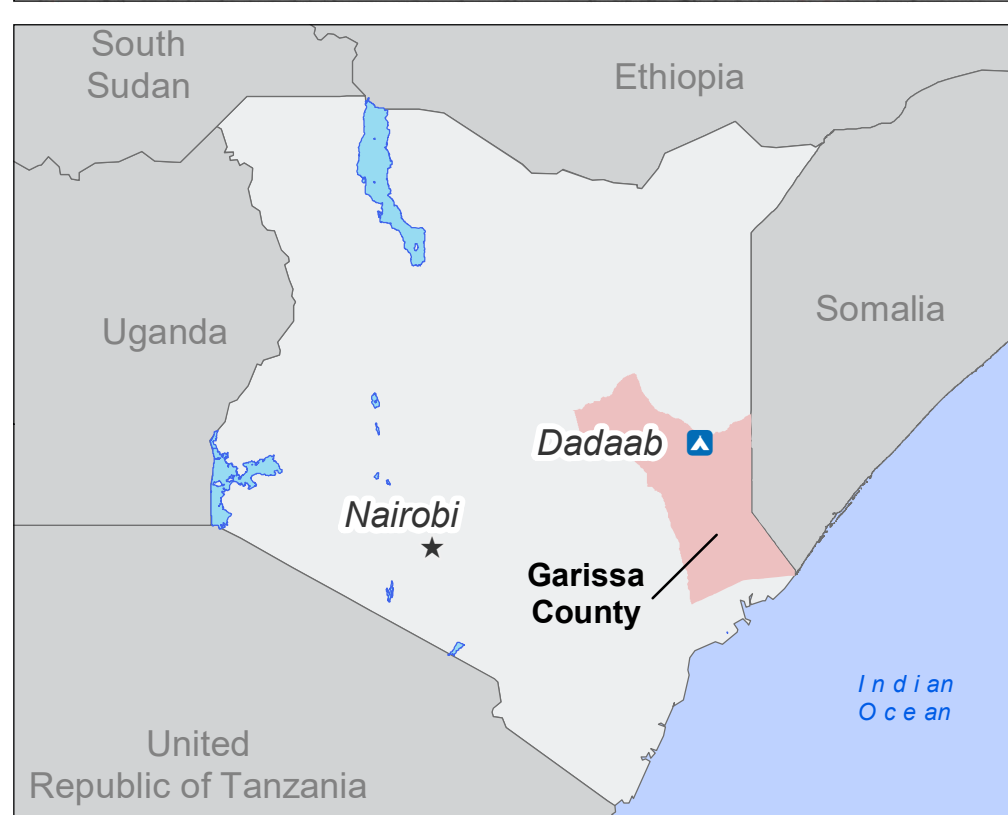 South
Sudan
Ethiopia
Somalia
Uganda
Dadaab
Nairobi
Garissa
County
Indian
Ocean
United
Republic of Tanzania